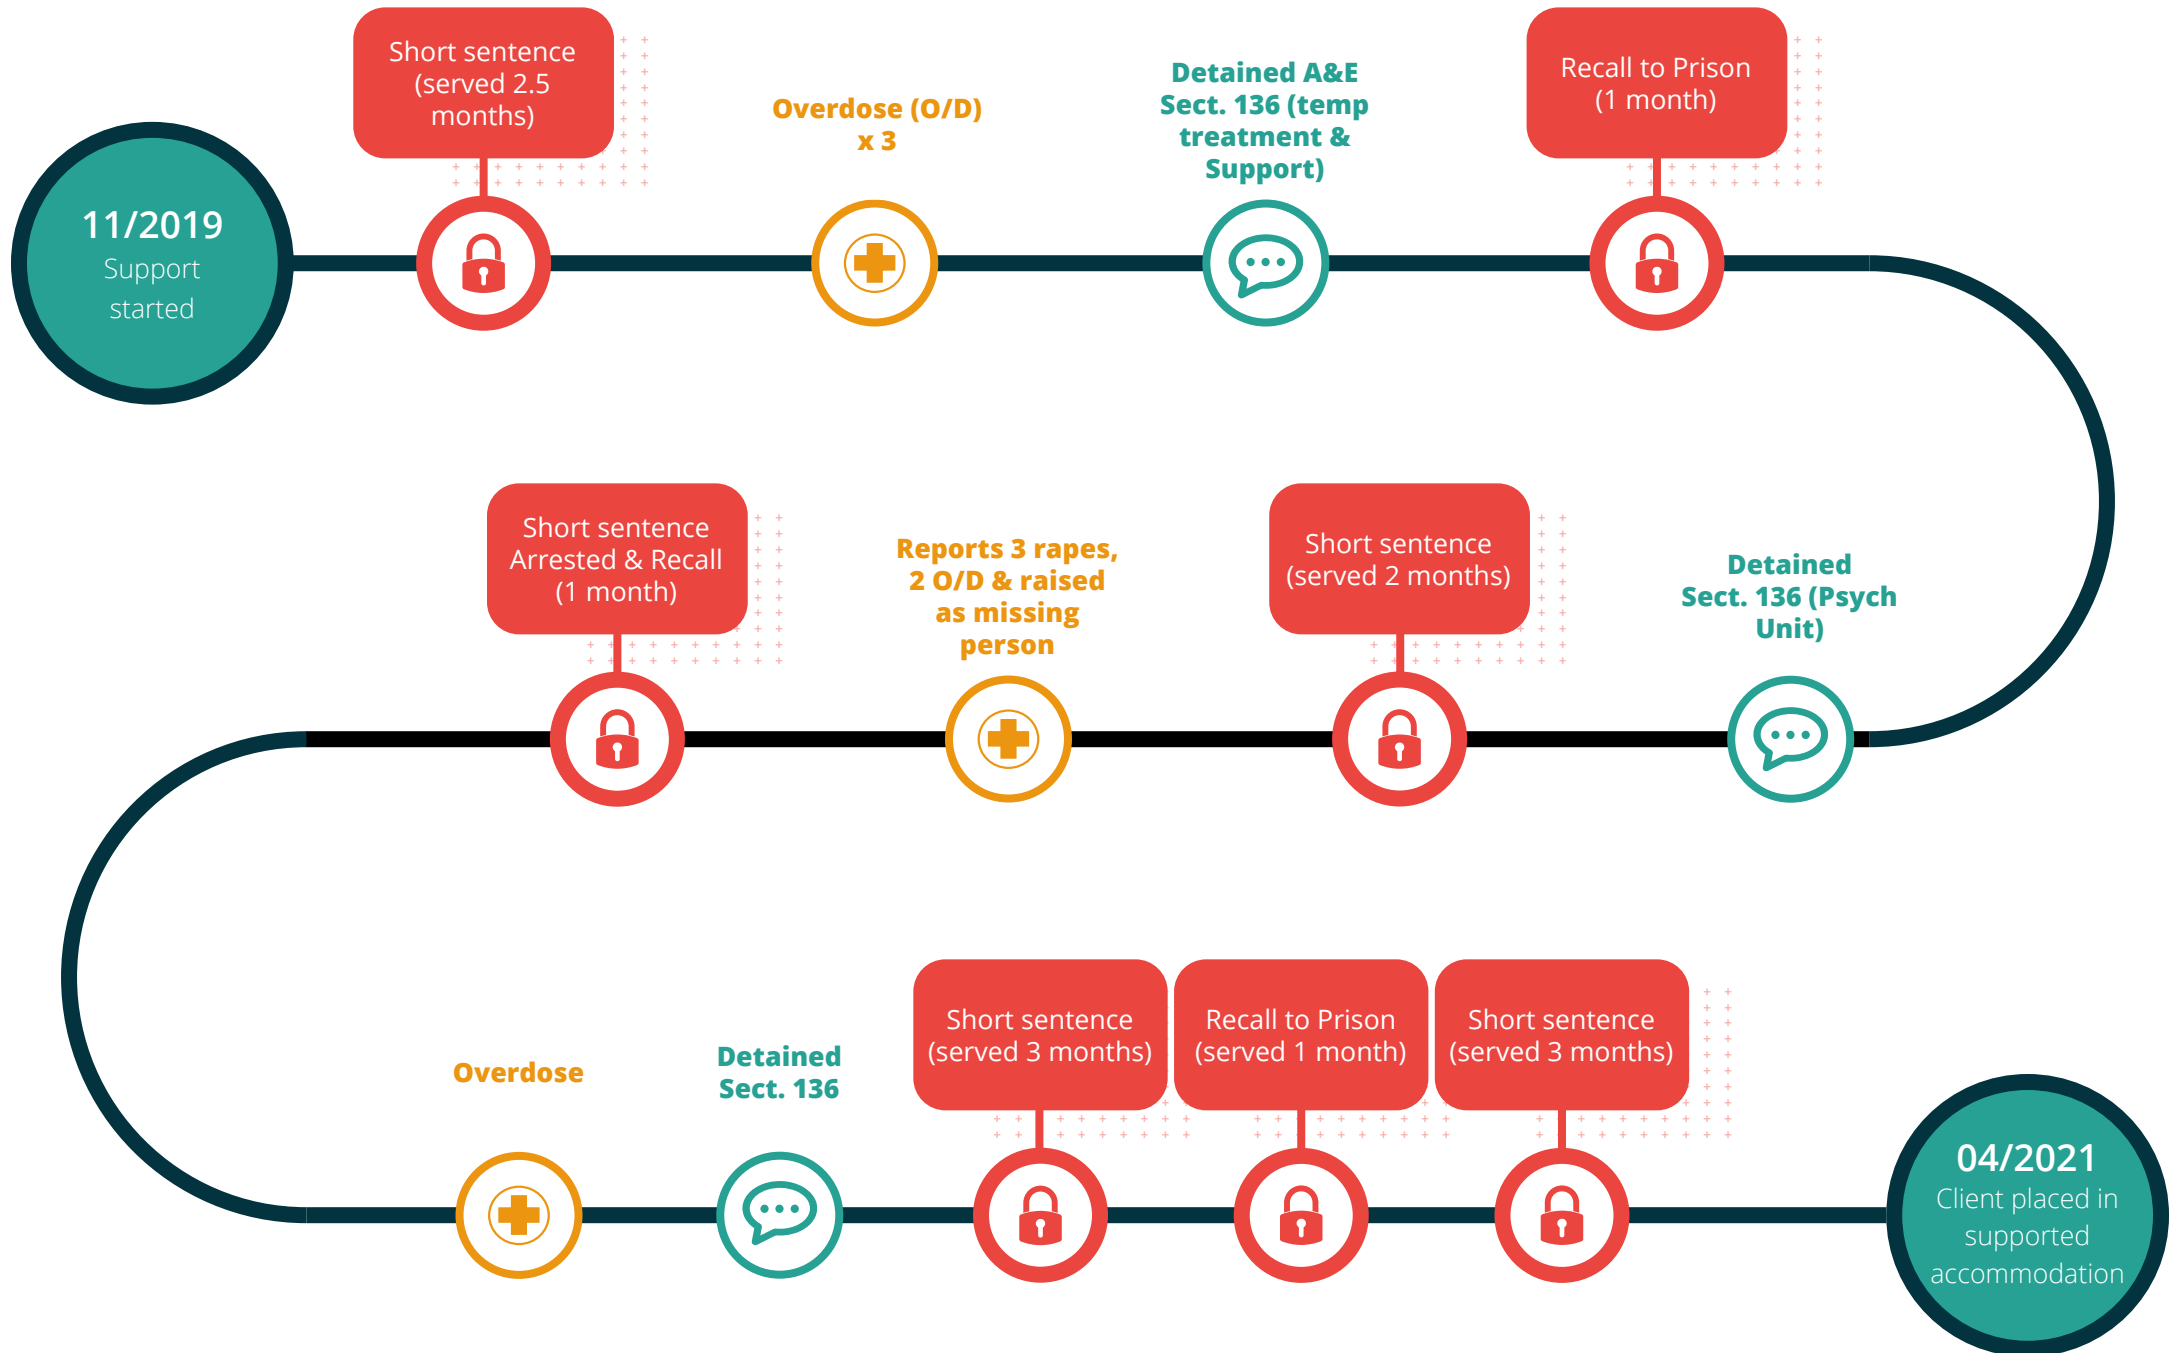 11/2019
Support
started
Short sentence
(served 2.5
months)
Overdose (O/D)
x 3
Detained A&E
Sect. 136 (temp
treatment &
Support)
Recall to Prison
(1 month)
Detained
Sect. 136 (Psych
Unit)
Short sentence
(served 2 months)
Reports 3 rapes,
2 O/D & raised
as missing
person
Short sentence
Arrested & Recall
(1 month)
Overdose
Detained
Sect. 136
Short sentence
(served 3 months)
Recall to Prison
(served 1 month)
Short sentence
(served 3 months)
04/2021
Client placed in
supported
accommodation